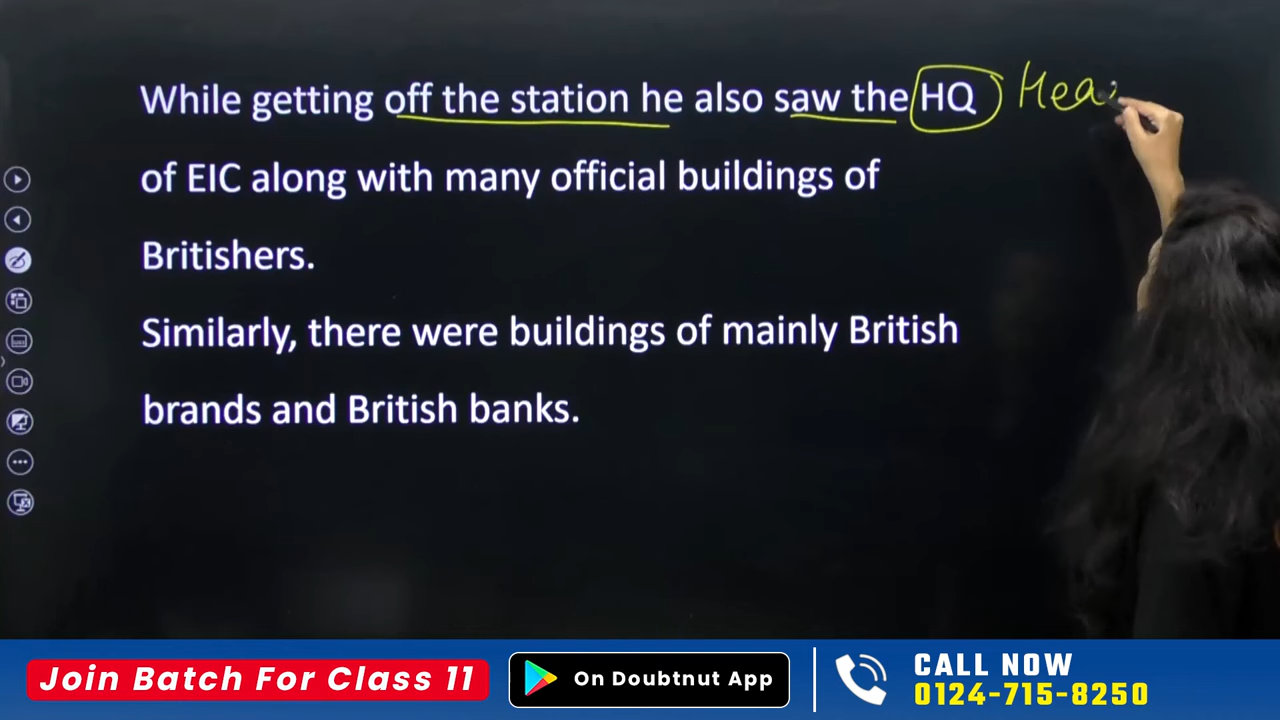 While getting off the station he also saw the HQ Hea
of EIC along with many official buildings of
Britishers.
Similarly, there were buildings of mainly British
brands and British banks.
Join Batch For Class 11
On Doubtnut App
CALL NOW
0124-715-8250